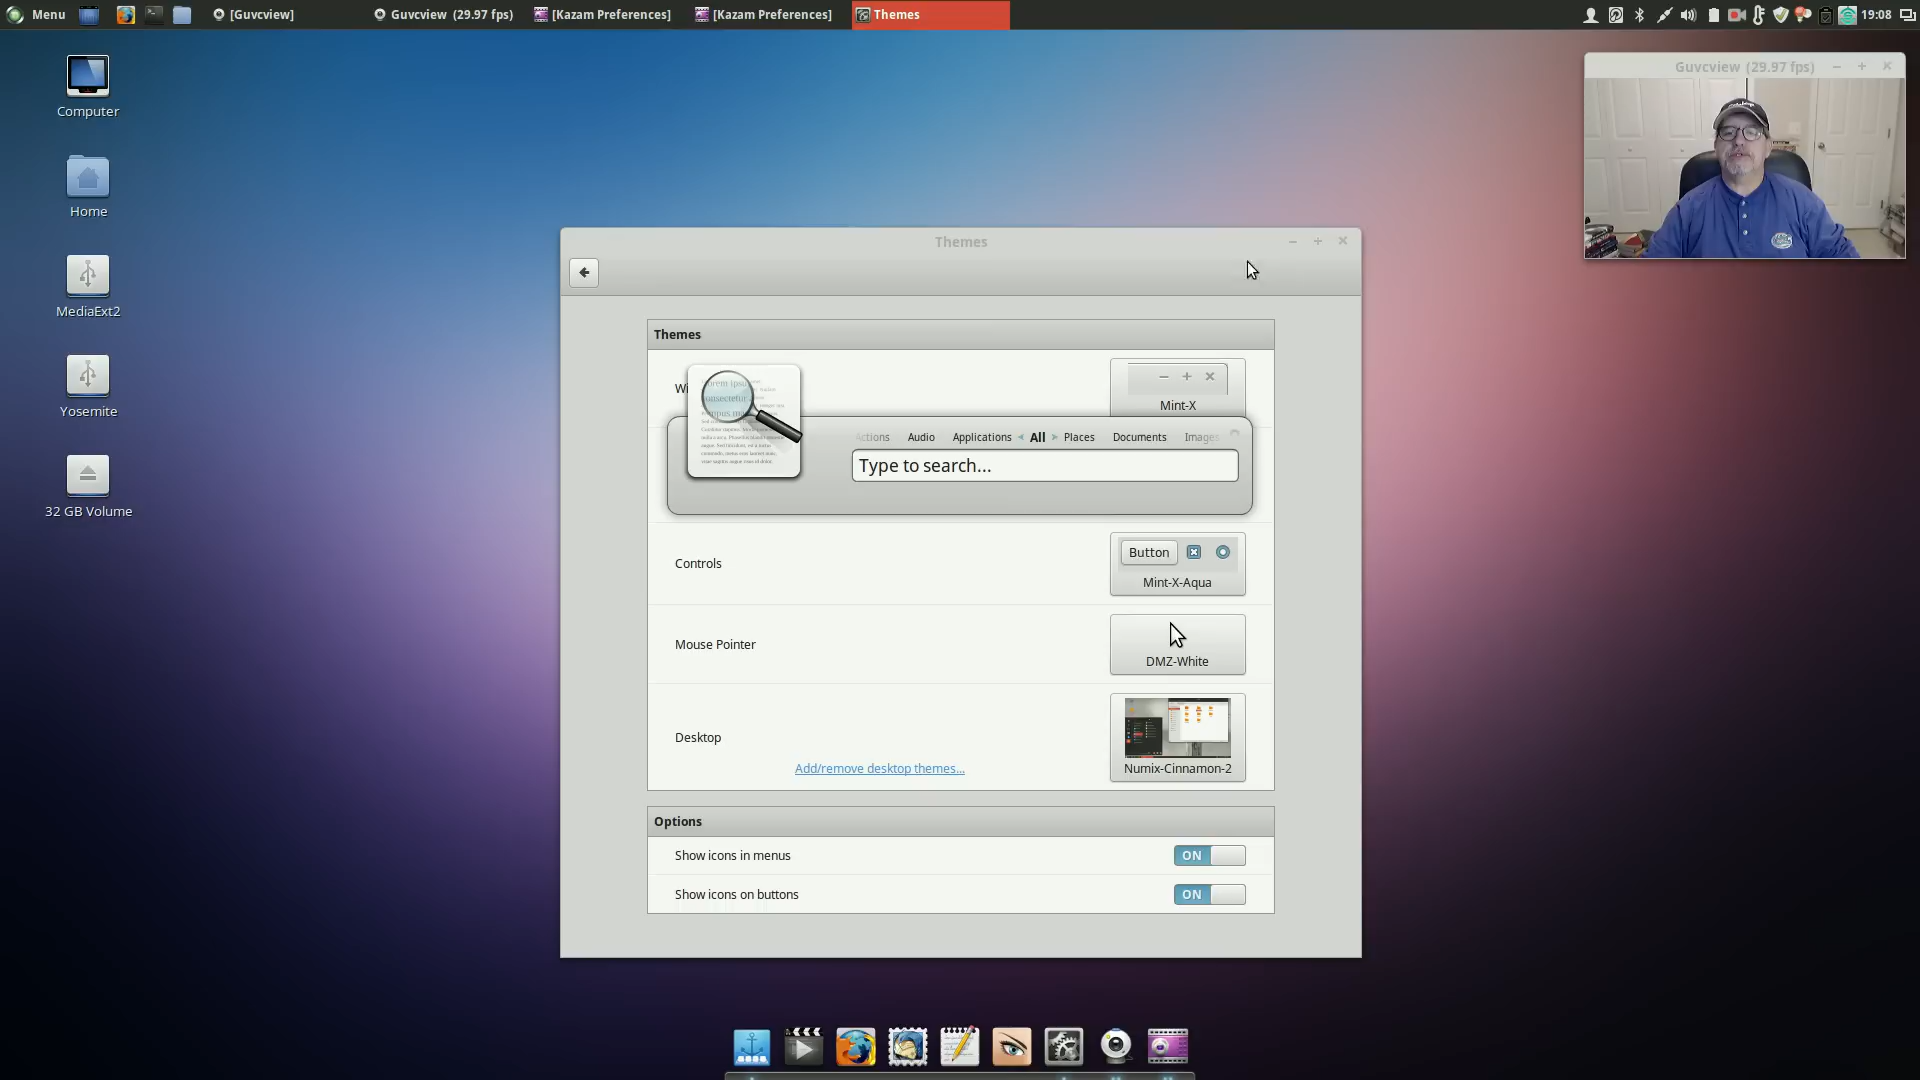 Menu
[Guvcview]
Guvcview (29.97 fps)
[Kazam Preferences]
[Kazam Preferences]
Themes
19:08
Computer
Home
MediaExt2
Yosemite
32 GB Volume
Guvcview (29.97 fps)
Themes
Themes
Wi
Mint-X
Actions Audio Applications All Places Documents Images
Type to search...
Controls
Button
Mint-X-Aqua
Mouse Pointer
DMZ-White
Desktop
Add/remove desktop themes...
Numix-Cinnamon-2
Options
Show icons in menus
ON
Show icons on buttons
ON